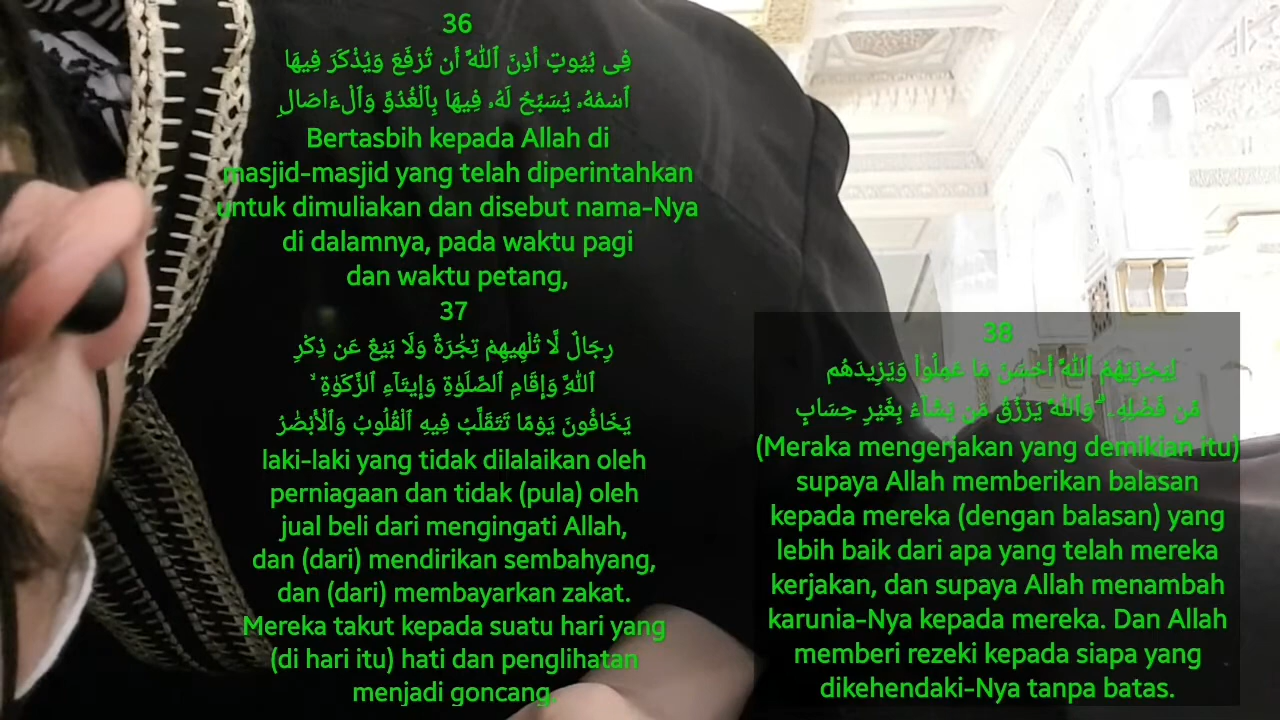 36
فِى بُيُوتٍ أَذِنَ ٱللَّهُ أَن تُرْفَعَ وَيُذْكَرَ فِيهَا
ٱسْمُهُۥ يُسَبِّحُ لَهُۥ فِيهَا بِٱلْغُدُوِّ وَٱلْـَٔاصَالِ
Bertasbih kepada Allah di
masjid-masjid yang telah diperintahkan
untuk dimuliakan dan disebut nama-Nya
di dalamnya, pada waktu pagi
dan waktu petang,
37
رِجَالٌ لَّا تُلْهِيهِمْ تِجَٰرَةٌ وَلَا بَيْعٌ عَن ذِكْرِ
ٱللَّهِ وَإِقَامِ ٱلصَّلَوٰةِ وَإِيتَآءِ ٱلزَّكَوٰةِ ۙ
يَخَافُونَ يَوْمًا تَتَقَلَّبُ فِيهِ ٱلْقُلُوبُ وَٱلْأَبْصَٰرُ
laki-laki yang tidak dilalaikan oleh
perniagaan dan tidak (pula) oleh
jual beli dari mengingati Allah,
dan (dari) mendirikan sembahyang,
dan (dari) membayarkan zakat.
Mereka takut kepada suatu hari yang
(di hari itu) hati dan penglihatan
menjadi goncang.
38
لِيَجْزِيَهُمُ ٱللَّهُ أَحْسَنَ مَا عَمِلُوا۟ وَيَزِيدَهُم
مِّن فَضْلِهِۦ ۗ وَٱللَّهُ يَرْزُقُ مَن يَشَآءُ بِغَيْرِ حِسَابٍ
(Meraka mengerjakan yang demikian itu)
supaya Allah memberikan balasan
kepada mereka (dengan balasan) yang
lebih baik dari apa yang telah mereka
kerjakan, dan supaya Allah menambah
karunia-Nya kepada mereka. Dan Allah
memberi rezeki kepada siapa yang
dikehendaki-Nya tanpa batas.